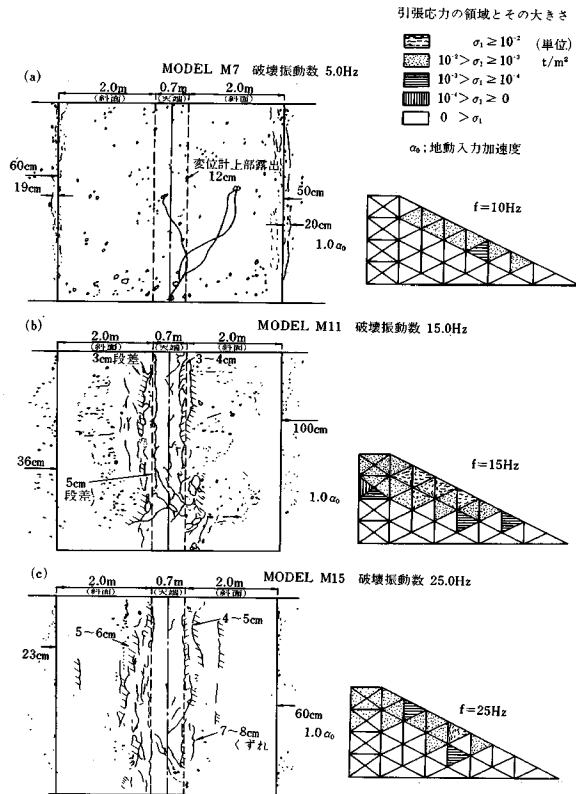 引張応力の領域とその大きさ
σ₁ ≧ 10⁻² (単位)
10⁻² > σ₁ ≧ 10⁻³ t/m²
10⁻³ > σ₁ ≧ 10⁻⁴
10⁻⁴ > σ₁ ≧ 0
0 > σ₁
α₀ ; 地動入力加速度
(a) MODEL M7 破壊振動数 5.0Hz
2.0m 0.7m 2.0m
(斜面) (天端) (斜面)
変位計上部露出
12cm
60cm
19cm
50cm
20cm
1.0α₀
f=10Hz
(b) MODEL M11 破壊振動数 15.0Hz
2.0m 0.7m 2.0m
(斜面) (天端) (斜面)
3cm段差 3~4cm
100cm
36cm
5cm
段差
1.0α₀
f=15Hz
(c) MODEL M15 破壊振動数 25.0Hz
2.0m 0.7m 2.0m
(斜面) (天端) (斜面)
5~6cm 4~5cm
23cm
60cm
7~8cm
くずれ
1.0α₀
f=25Hz